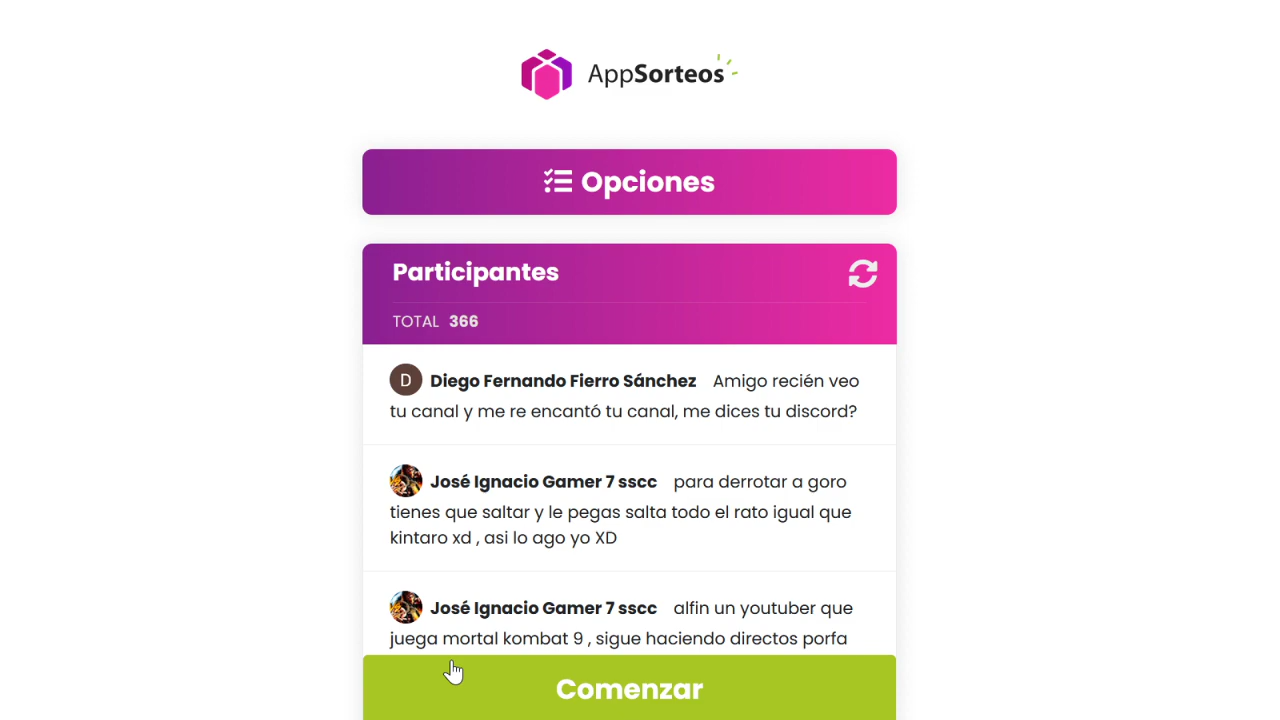 AppSorteos
Opciones
Participantes
TOTAL 366
D Diego Fernando Fierro Sánchez Amigo recién veo
tu canal y me re encantó tu canal, me dices tu discord?
José Ignacio Gamer 7 sscc para derrotar a goro
tienes que saltar y le pegas salta todo el rato igual que
kintaro xd , asi lo ago yo XD
José Ignacio Gamer 7 sscc alfin un youtuber que
juega mortal kombat 9 , sigue haciendo directos porfa
Comenzar